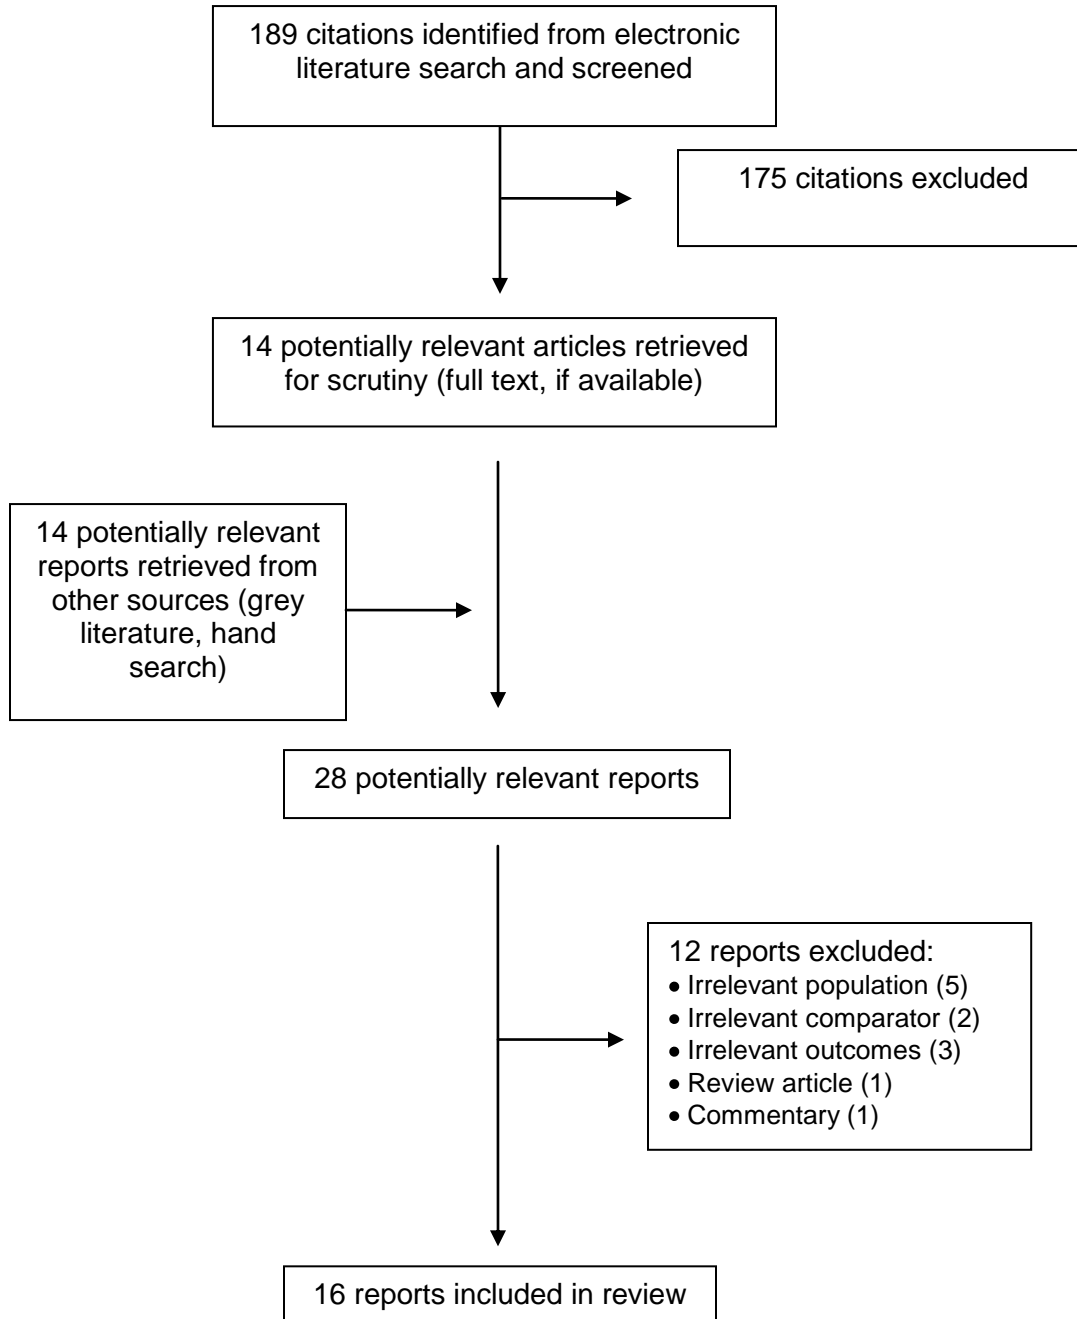 189 citations identified from electronic
literature search and screened
175 citations excluded
14 potentially relevant articles retrieved
for scrutiny (full text, if available)
14 potentially relevant
reports retrieved from
other sources (grey
literature, hand
search)
28 potentially relevant reports
12 reports excluded:
• Irrelevant population (5)
• Irrelevant comparator (2)
• Irrelevant outcomes (3)
• Review article (1)
• Commentary (1)
16 reports included in review